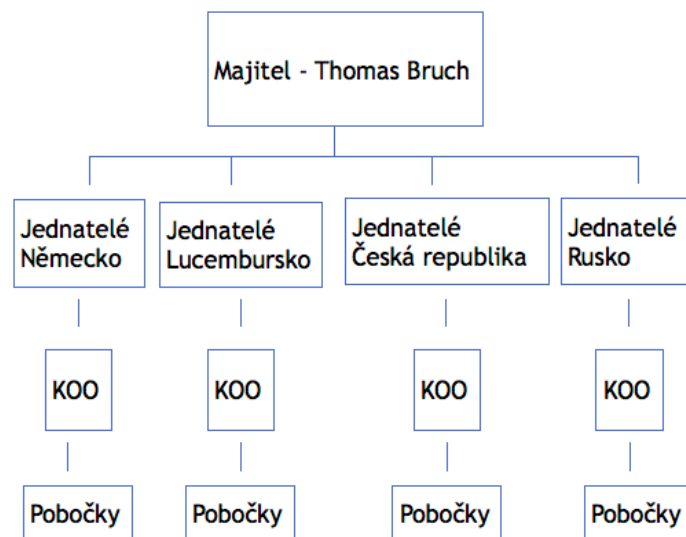 Majitel - Thomas Bruch
Jednatelé
Německo
Jednatelé
Lucembursko
Jednatelé
Česká republika
Jednatelé
Rusko
KOO
KOO
KOO
KOO
Pobočky
Pobočky
Pobočky
Pobočky